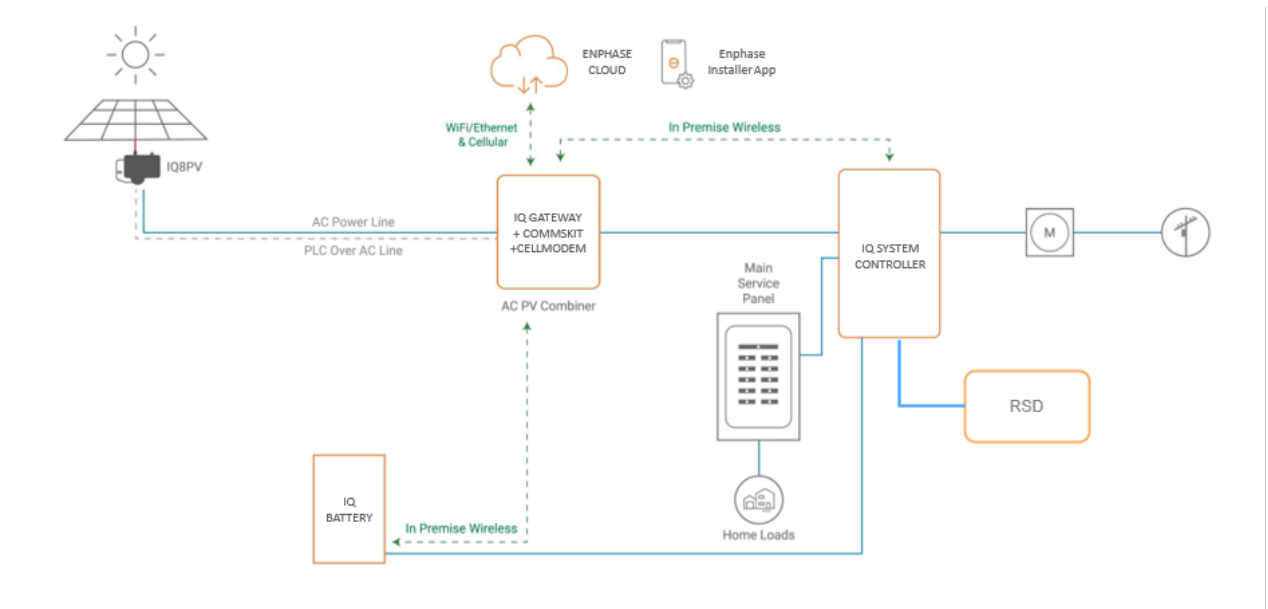 ENPHASE
CLOUD
Enphase
Installer App
WiFi/Ethernet
& Cellular
In Premise Wireless
IQ8PV
AC Power Line
PLC Over AC Line
IQ GATEWAY
+ COMMSKIT
+CELLMODEM
AC PV Combiner
IQ SYSTEM
CONTROLLER
M
Main
Service
Panel
RSD
IQ
BATTERY
In Premise Wireless
Home Loads